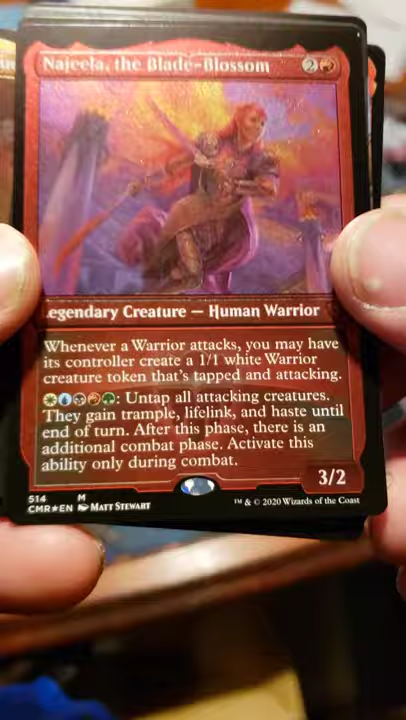 Najeela, the Blade-Blossom 2
Legendary Creature — Human Warrior
Whenever a Warrior attacks, you may have
its controller create a 1/1 white Warrior
creature token that's tapped and attacking.
: Untap all attacking creatures.
They gain trample, lifelink, and haste until
end of turn. After this phase, there is an
additional combat phase. Activate this
ability only during combat.
3/2
514 M
CMR★EN Matt Stewart
™ & © 2020 Wizards of the Coast